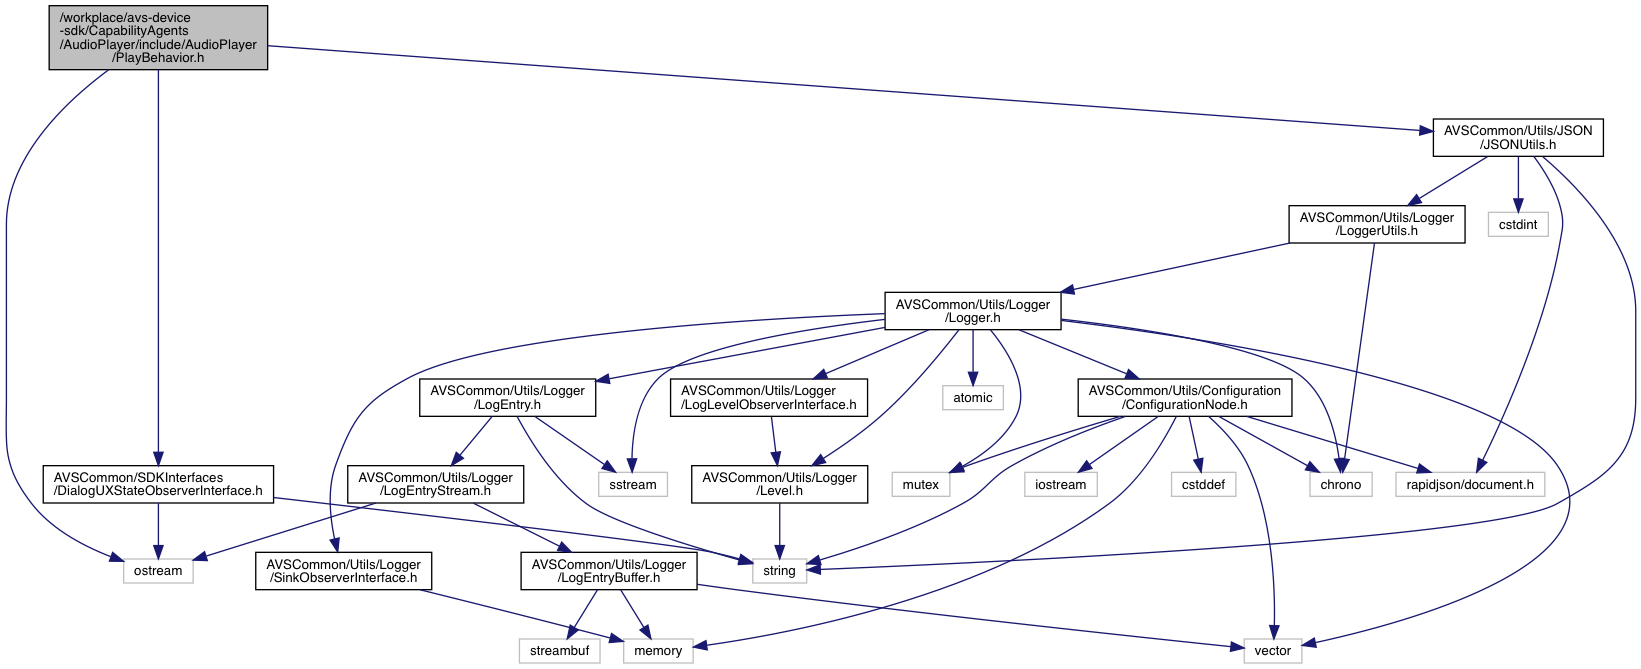 /workplace/avs-device
-sdk/CapabilityAgents
/AudioPlayer/include/AudioPlayer
/PlayBehavior.h
AVSCommon/Utils/JSON
/JSONUtils.h
AVSCommon/Utils/Logger
/LoggerUtils.h
cstdint
AVSCommon/Utils/Logger
/Logger.h
AVSCommon/Utils/Logger
/LogEntry.h
AVSCommon/Utils/Logger
/LogLevelObserverInterface.h
atomic
AVSCommon/Utils/Configuration
/ConfigurationNode.h
AVSCommon/SDKInterfaces
/DialogUXStateObserverInterface.h
AVSCommon/Utils/Logger
/LogEntryStream.h
sstream
AVSCommon/Utils/Logger
/Level.h
mutex
iostream
cstddef
chrono
rapidjson/document.h
ostream
AVSCommon/Utils/Logger
/SinkObserverInterface.h
AVSCommon/Utils/Logger
/LogEntryBuffer.h
string
streambuf
memory
vector